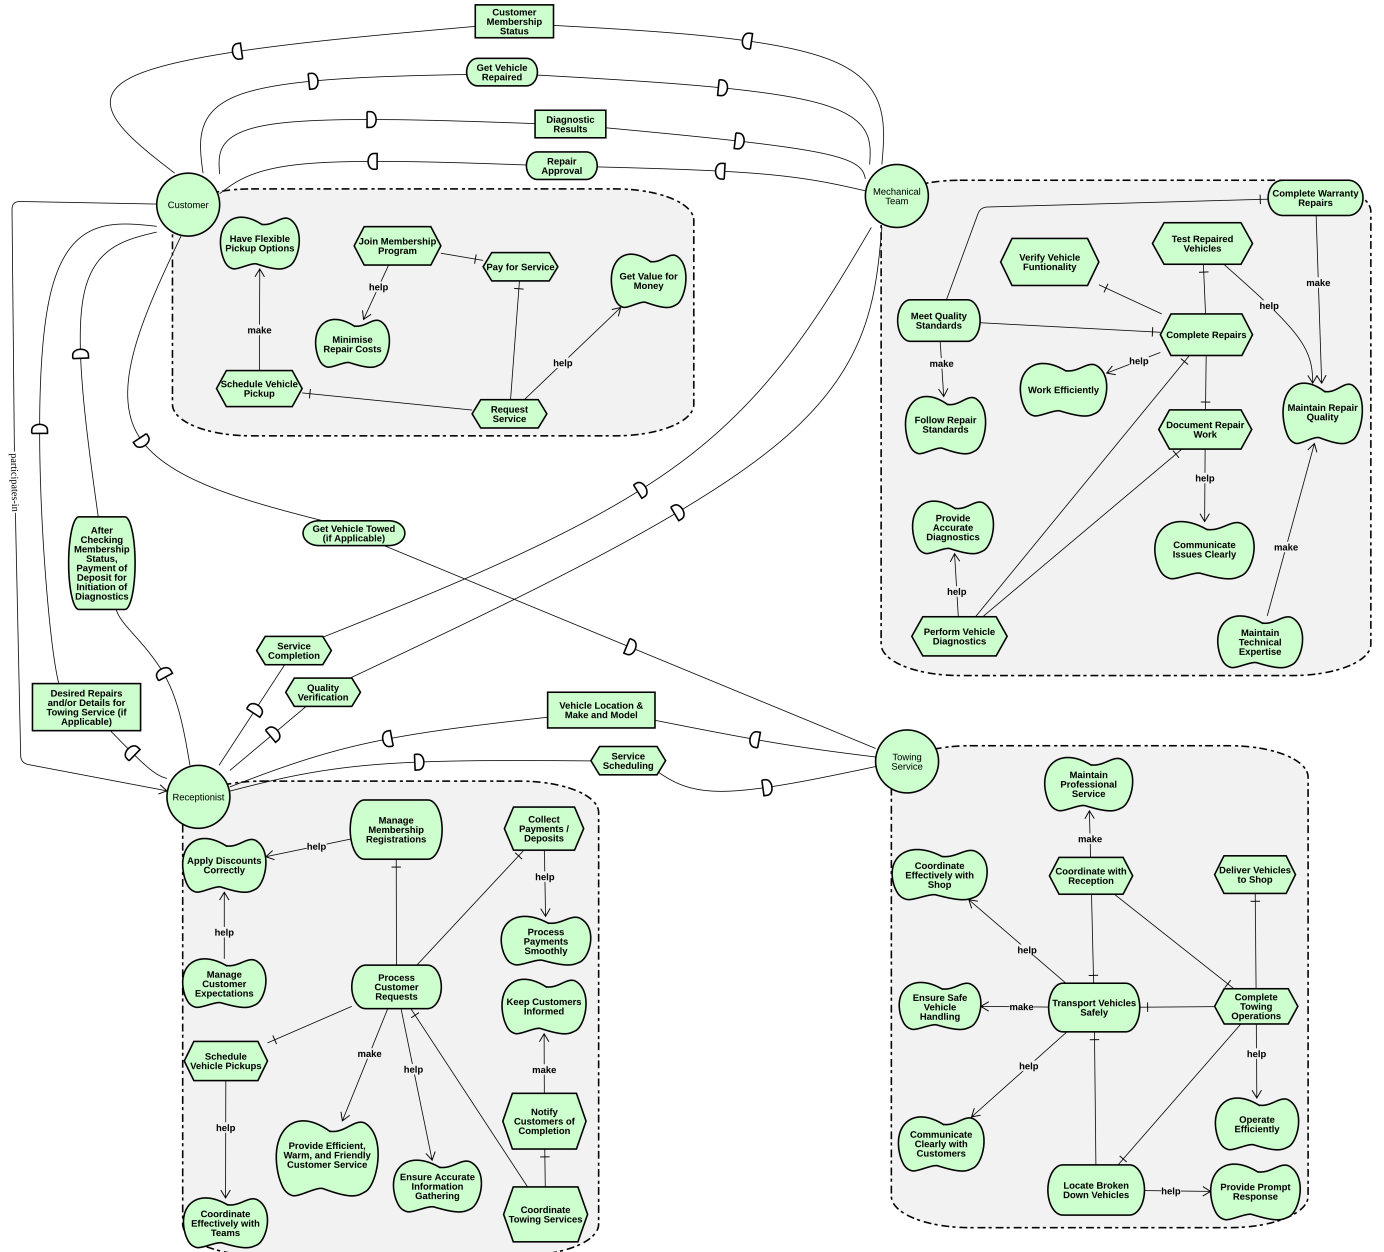 Customer
Membership
Status
Get Vehicle
Repaired
Diagnostic
Results
Repair
Approval
Customer
Mechanical
Team
Have Flexible
Pickup Options
Join Membership
Program
Pay for Service
Get Value for
Money
help
make
Minimise
Repair Costs
help
Schedule Vehicle
Pickup
Request
Service
Complete Warranty
Repairs
Test Repaired
Vehicles
Verify Vehicle
Funtionality
make
help
Meet Quality
Standards
Complete Repairs
make
help
Work Efficiently
Follow Repair
Standards
Document Repair
Work
Maintain Repair
Quality
help
Provide
Accurate
Diagnostics
Communicate
Issues Clearly
make
help
Perform Vehicle
Diagnostics
Maintain
Technical
Expertise
participates-in
Get Vehicle Towed
(if Applicable)
After
Checking
Membership
Status,
Payment of
Deposit for
Initiation of
Diagnostics
Service
Completion
Quality
Verification
Desired Repairs
and/or Details for
Towing Service (if
Applicable)
Vehicle Location &
Make and Model
Service
Scheduling
Towing
Service
Receptionist
Manage
Membership
Registrations
Collect
Payments /
Deposits
help
Apply Discounts
Correctly
help
help
Process
Payments
Smoothly
Manage
Customer
Expectations
Process
Customer
Requests
Keep Customers
Informed
Schedule
Vehicle Pickups
make
help
make
Notify
Customers of
Completion
help
Provide Efficient,
Warm, and Friendly
Customer Service
Ensure Accurate
Information
Gathering
Coordinate
Towing Services
Coordinate
Effectively with
Teams
Maintain
Professional
Service
make
Coordinate
Effectively with
Shop
Coordinate with
Reception
Deliver Vehicles
to Shop
help
Ensure Safe
Vehicle
Handling
make
Transport Vehicles
Safely
Complete
Towing
Operations
help
help
Communicate
Clearly with
Customers
Operate
Efficiently
Locate Broken
Down Vehicles
help
Provide Prompt
Response